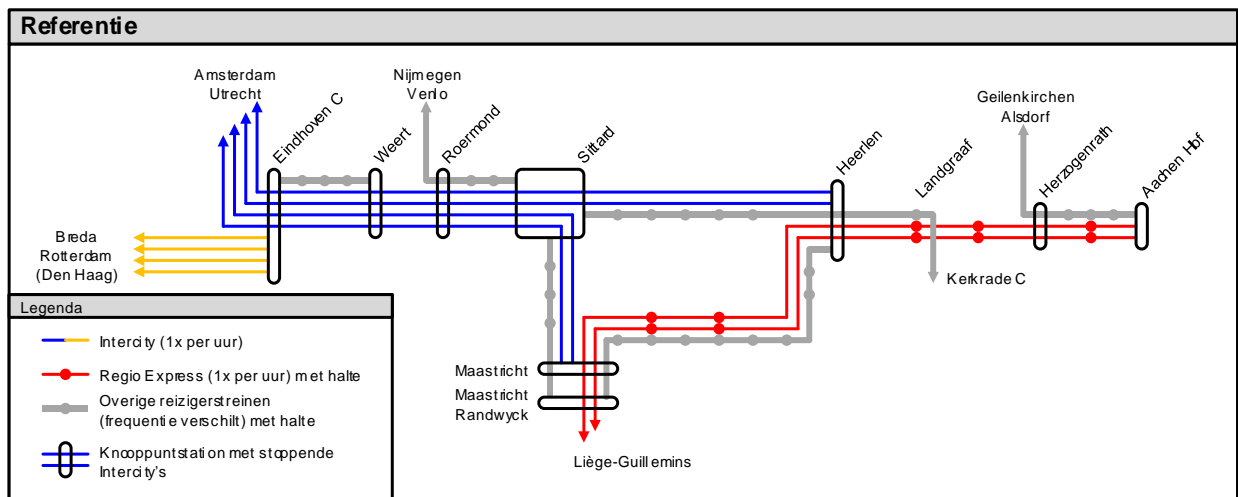 Referentie
Amsterdam
Utrecht
Eindhoven C
Weert
Nijmegen
Venlo
Roermond
Sittard
Heerlen
Landgraaf
Geilenkirchen
Alsdorf
Herzogenrath
Aachen Hbf
Breda
Rotterdam
(Den Haag)
Kerkrade C
Maastricht
Maastricht
Randwyck
Liège-Guillemins
Legenda
Intercity (1x per uur)
Regio Express (1x per uur) met halte
Overige reizigerstreinen
(frequentie verschilt) met halte
Knooppuntstation met stoppende
Intercity's